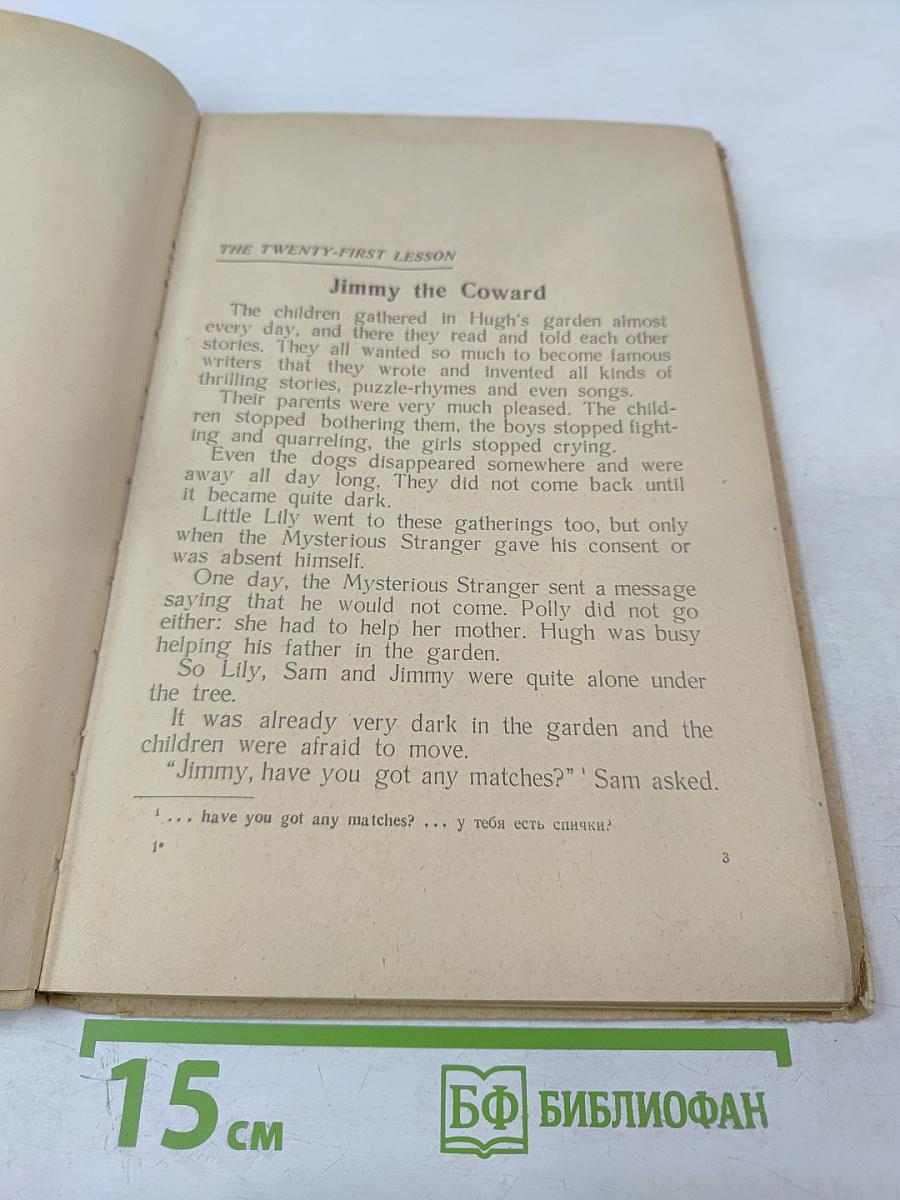 THE TWENTY-FIRST LESSON
Jimmy the Coward
The children gathered in Hugh's garden almost
every day, and there they read and told each other
stories. They all wanted so much to become famous
writers that they wrote and invented all kinds of
thrilling stories, puzzle-rhymes and even songs.
Their parents were very much pleased. The child-
ren stopped bothering them, the boys stopped fight-
ing and quarreling, the girls stopped crying.
Even the dogs disappeared somewhere and were
away all day long. They did not come back until
it became quite dark.
Little Lily went to these gatherings too, but only
when the Mysterious Stranger gave his consent or
was absent himself.
One day, the Mysterious Stranger sent a message
saying that he would not come. Polly did not go
either: she had to help her mother. Hugh was busy
helping his father in the garden.
So Lily, Sam and Jimmy were quite alone under
the tree.
It was already very dark in the garden and the
children were afraid to move.
“Jimmy, have you got any matches?” ¹ Sam asked.
¹ ... have you got any matches? ... у тебя есть спички?
1*
3
15 см
БФ БИБЛИОФАН